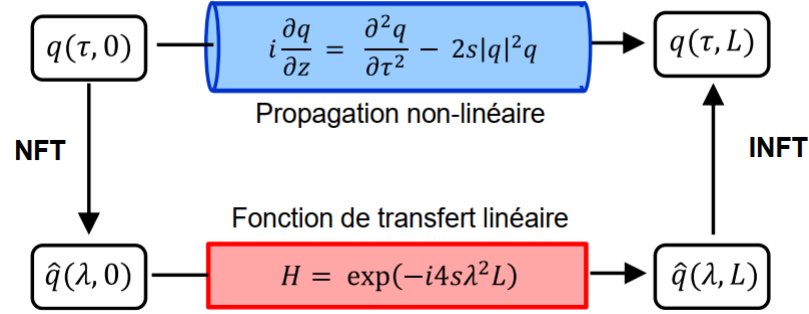 q(τ, 0)
i ∂q/∂z = ∂²q/∂τ² − 2s|q|²q
q(τ, L)
Propagation non-linéaire
NFT
INFT
Fonction de transfert linéaire
q̂(λ, 0)
H = exp(−i4sλ²L)
q̂(λ, L)